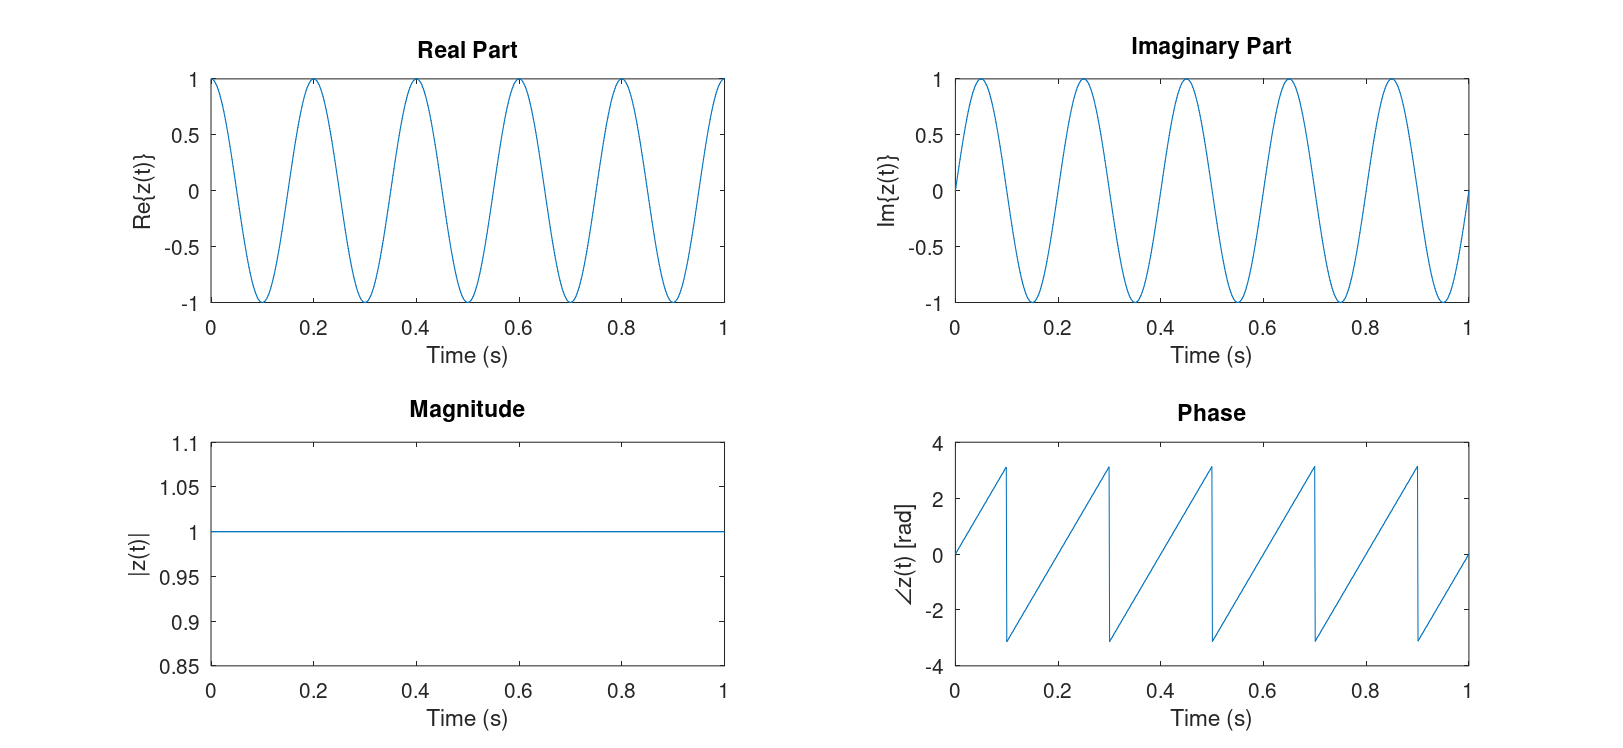 Real Part
Re{z(t)}
1
0.5
0
-0.5
-1
0 0.2 0.4 0.6 0.8 1
Time (s)
Imaginary Part
Im{z(t)}
1
0.5
0
-0.5
-1
0 0.2 0.4 0.6 0.8 1
Time (s)
Magnitude
|z(t)|
1.1
1.05
1
0.95
0.9
0.85
0 0.2 0.4 0.6 0.8 1
Time (s)
Phase
∠z(t) [rad]
4
2
0
-2
-4
0 0.2 0.4 0.6 0.8 1
Time (s)